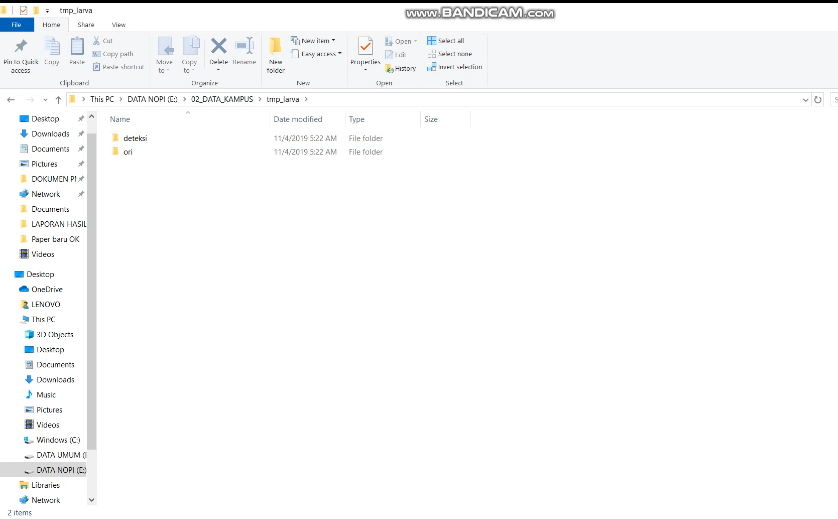 tmp_larva
www.BANDICAM.com
File Home Share View
Pin to Quick access
Copy
Paste
Cut
Copy path
Paste shortcut
Move to
Copy to
Delete
Rename
New folder
New item
Easy access
Properties
Open
Edit
History
Select all
Select none
Invert selection
Clipboard Organize New Open Select
This PC DATA NOPI (E:) 02_DATA_KAMPUS tmp_larva
Name Date modified Type Size
deteksi 11/4/2019 5:22 AM File folder
ori 11/4/2019 5:22 AM File folder
Desktop
Downloads
Documents
Pictures
DOKUMEN
Network
Documents
LAPORAN HASIL
Paper baru OK
Videos
Desktop
OneDrive
LENOVO
This PC
3D Objects
Desktop
Documents
Downloads
Music
Pictures
Videos
Windows (C:)
DATA UMUM
DATA NOPI (E:)
Libraries
Network
2 items